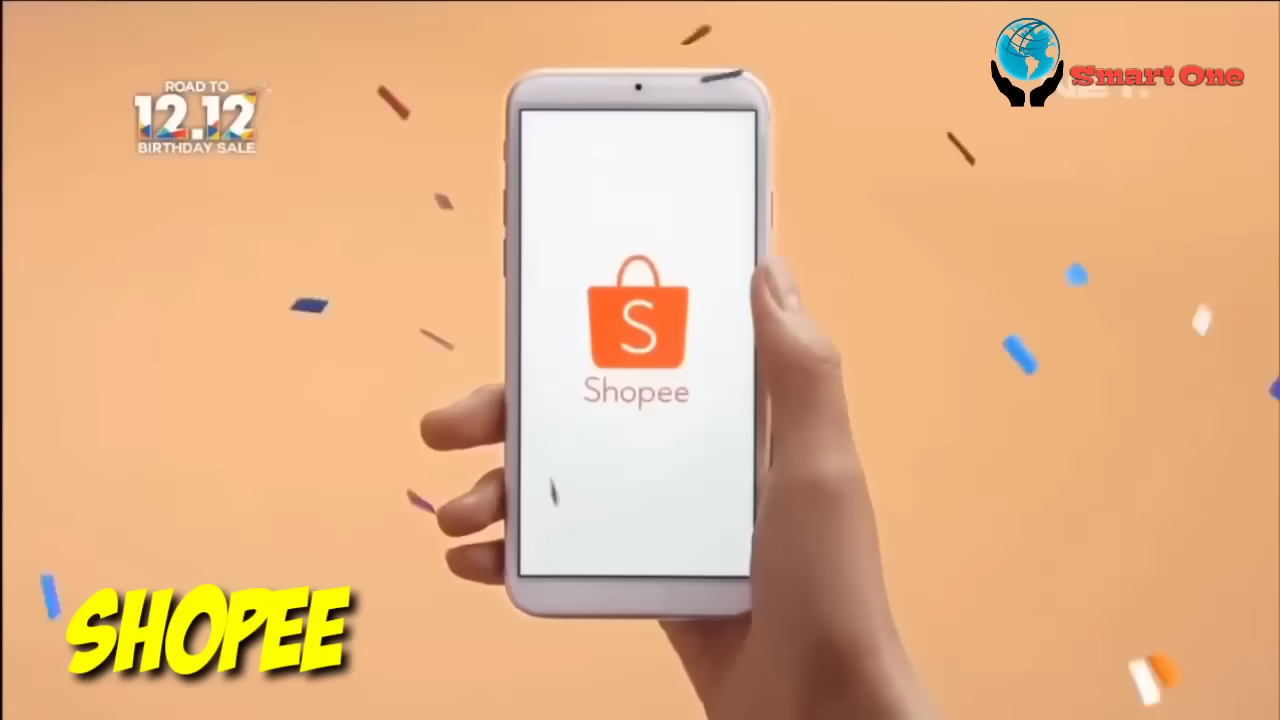 ROAD TO
12.12
BIRTHDAY SALE
Smart One
S
Shopee
SHOPEE